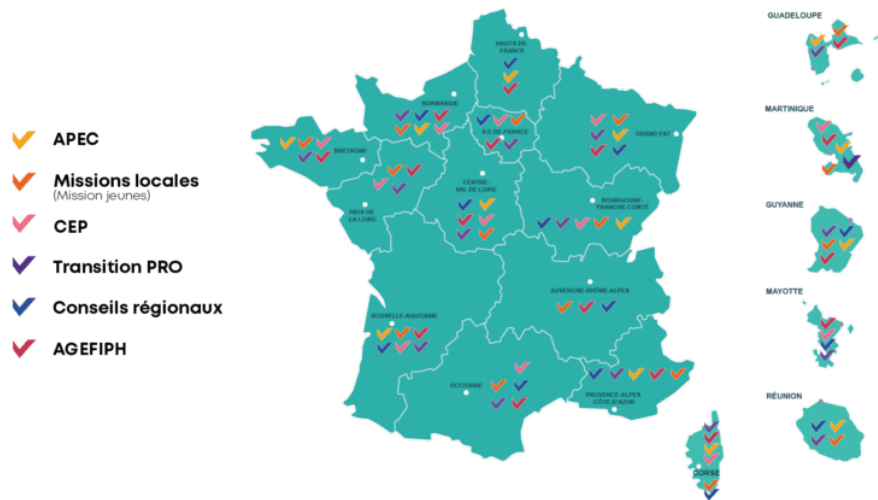 APEC
Missions locales
(Mission jeunes)
CEP
Transition PRO
Conseils régionaux
AGEFIPH
HAUTS-DE-
FRANCE
NORMANDIE
ÎLE-DE-FRANCE
GRAND EST
BRETAGNE
PAYS DE
LA LOIRE
CENTRE-
VAL DE LOIRE
BOURGOGNE-
FRANCHE-COMTÉ
AUVERGNE-RHÔNE-ALPES
NOUVELLE-AQUITAINE
OCCIENNE
PROVENCE-ALPES
-CÔTE-D'AZUR
CORSE
GUADELOUPE
MARTINIQUE
GUYANNE
MAYOTTE
RÉUNION